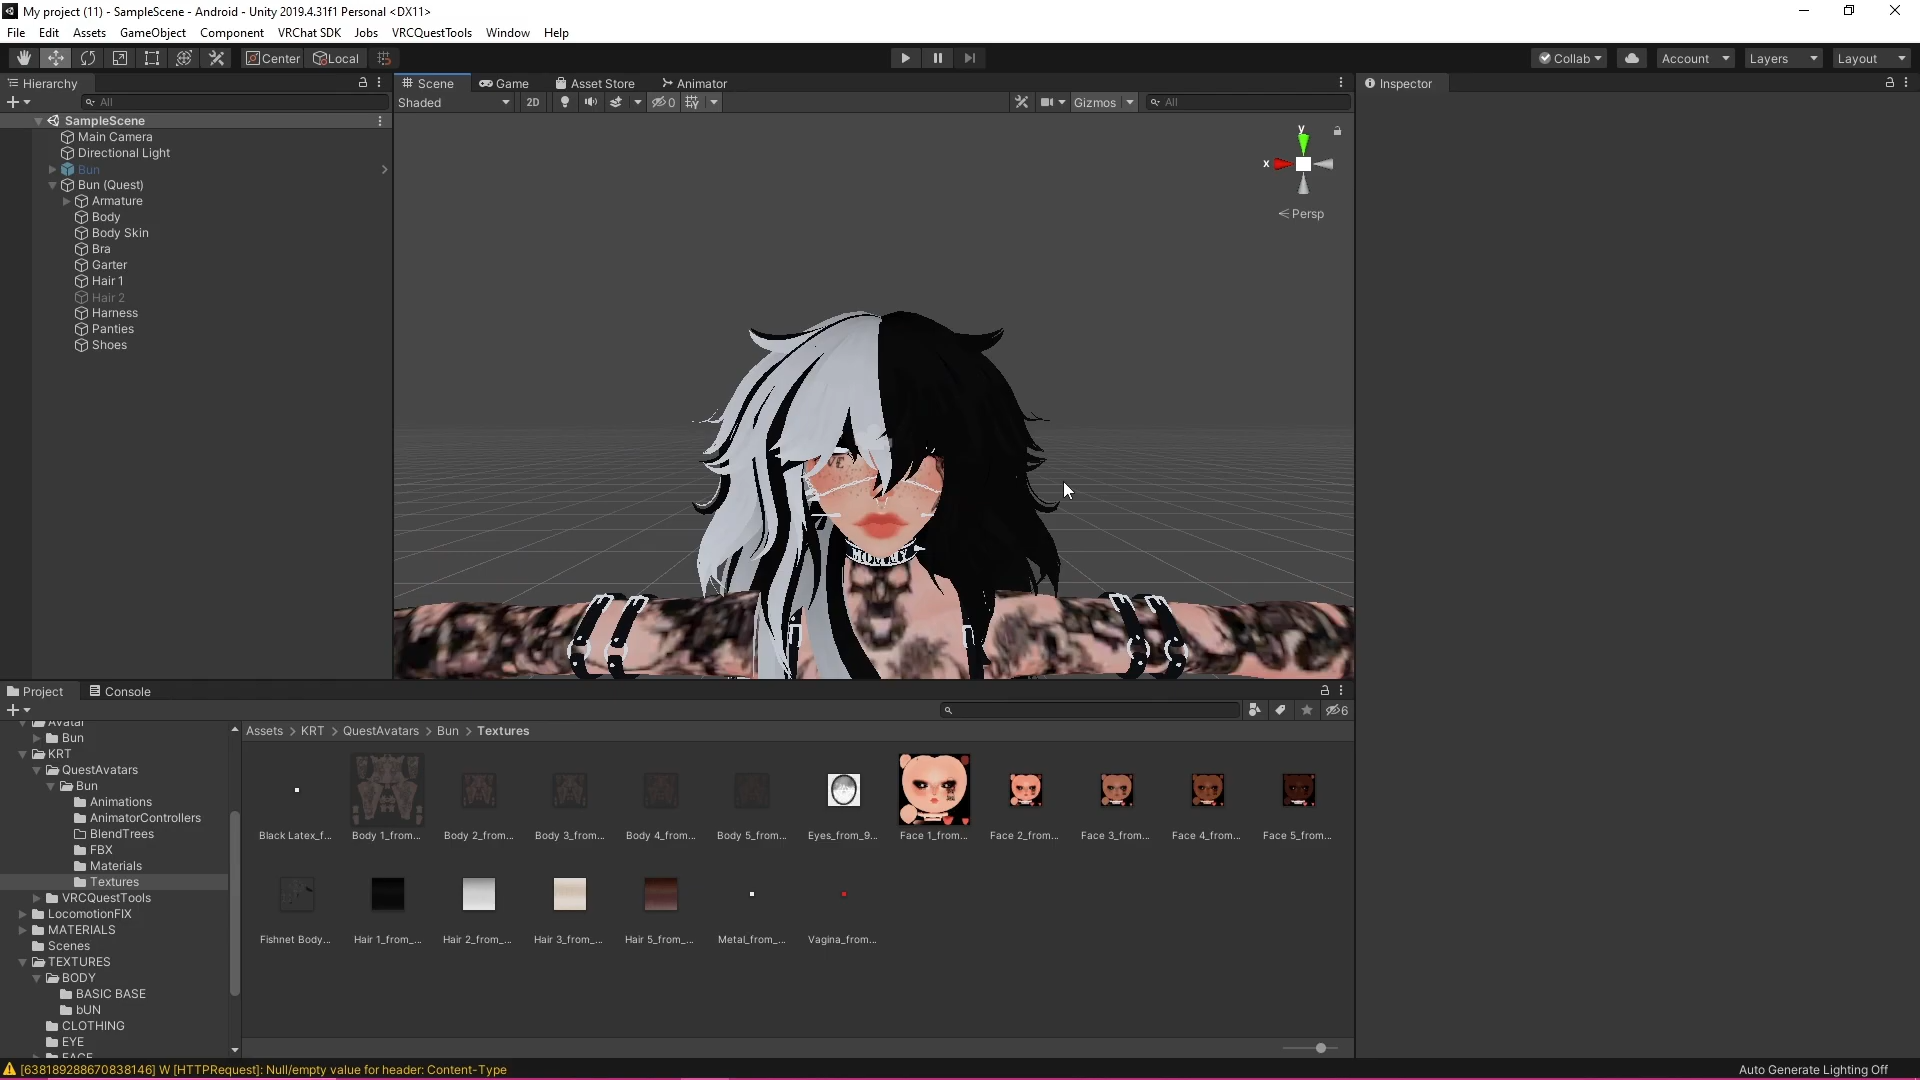 My project (11) - SampleScene - Android - Unity 2019.4.31f1 Personal <DX11>
File Edit Assets GameObject Component VRChat SDK Jobs VRCQuestTools Window Help
Center Local Collab Account Layers Layout
Hierarchy
All
SampleScene
Main Camera
Directional Light
Bun
Bun (Quest)
Armature
Body
Body Skin
Bra
Garter
Hair 1
Hair 2
Harness
Panties
Shoes
Scene Game Asset Store Animator
Shaded 2D 0 Gizmos All
y
x
Persp
MOMMY
Inspector
Project Console
6
Avatar
Bun
KRT
QuestAvatars
Bun
Animations
AnimatorControllers
BlendTrees
FBX
Materials
Textures
VRCQuestTools
LocomotionFIX
MATERIALS
Scenes
TEXTURES
BODY
BASIC BASE
bUN
CLOTHING
EYE
FACE
Assets > KRT > QuestAvatars > Bun > Textures
Black Latex_f... Body 1_from... Body 2_from... Body 3_from... Body 4_from... Body 5_from... Eyes_from_9... Face 1_from... Face 2_from... Face 3_from... Face 4_from... Face 5_from...
Fishnet Body... Hair 1_from_... Hair 2_from_... Hair 3_from_... Hair 5_from_... Metal_from_... Vagina_from...
[638189288670838146] W [HTTPRequest]: Null/empty value for header: Content-Type
Auto Generate Lighting Off